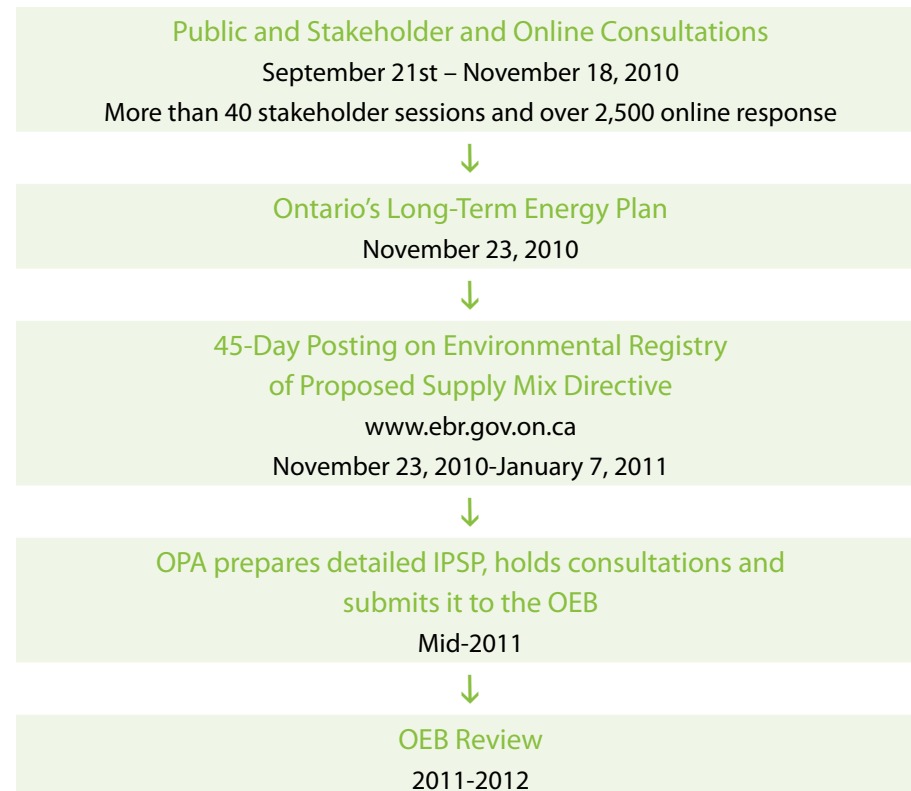 Public and Stakeholder and Online Consultations
September 21st – November 18, 2010
More than 40 stakeholder sessions and over 2,500 online response
↓
Ontario's Long-Term Energy Plan
November 23, 2010
↓
45-Day Posting on Environmental Registry
of Proposed Supply Mix Directive
www.ebr.gov.on.ca
November 23, 2010-January 7, 2011
↓
OPA prepares detailed IPSP, holds consultations and
submits it to the OEB
Mid-2011
↓
OEB Review
2011-2012